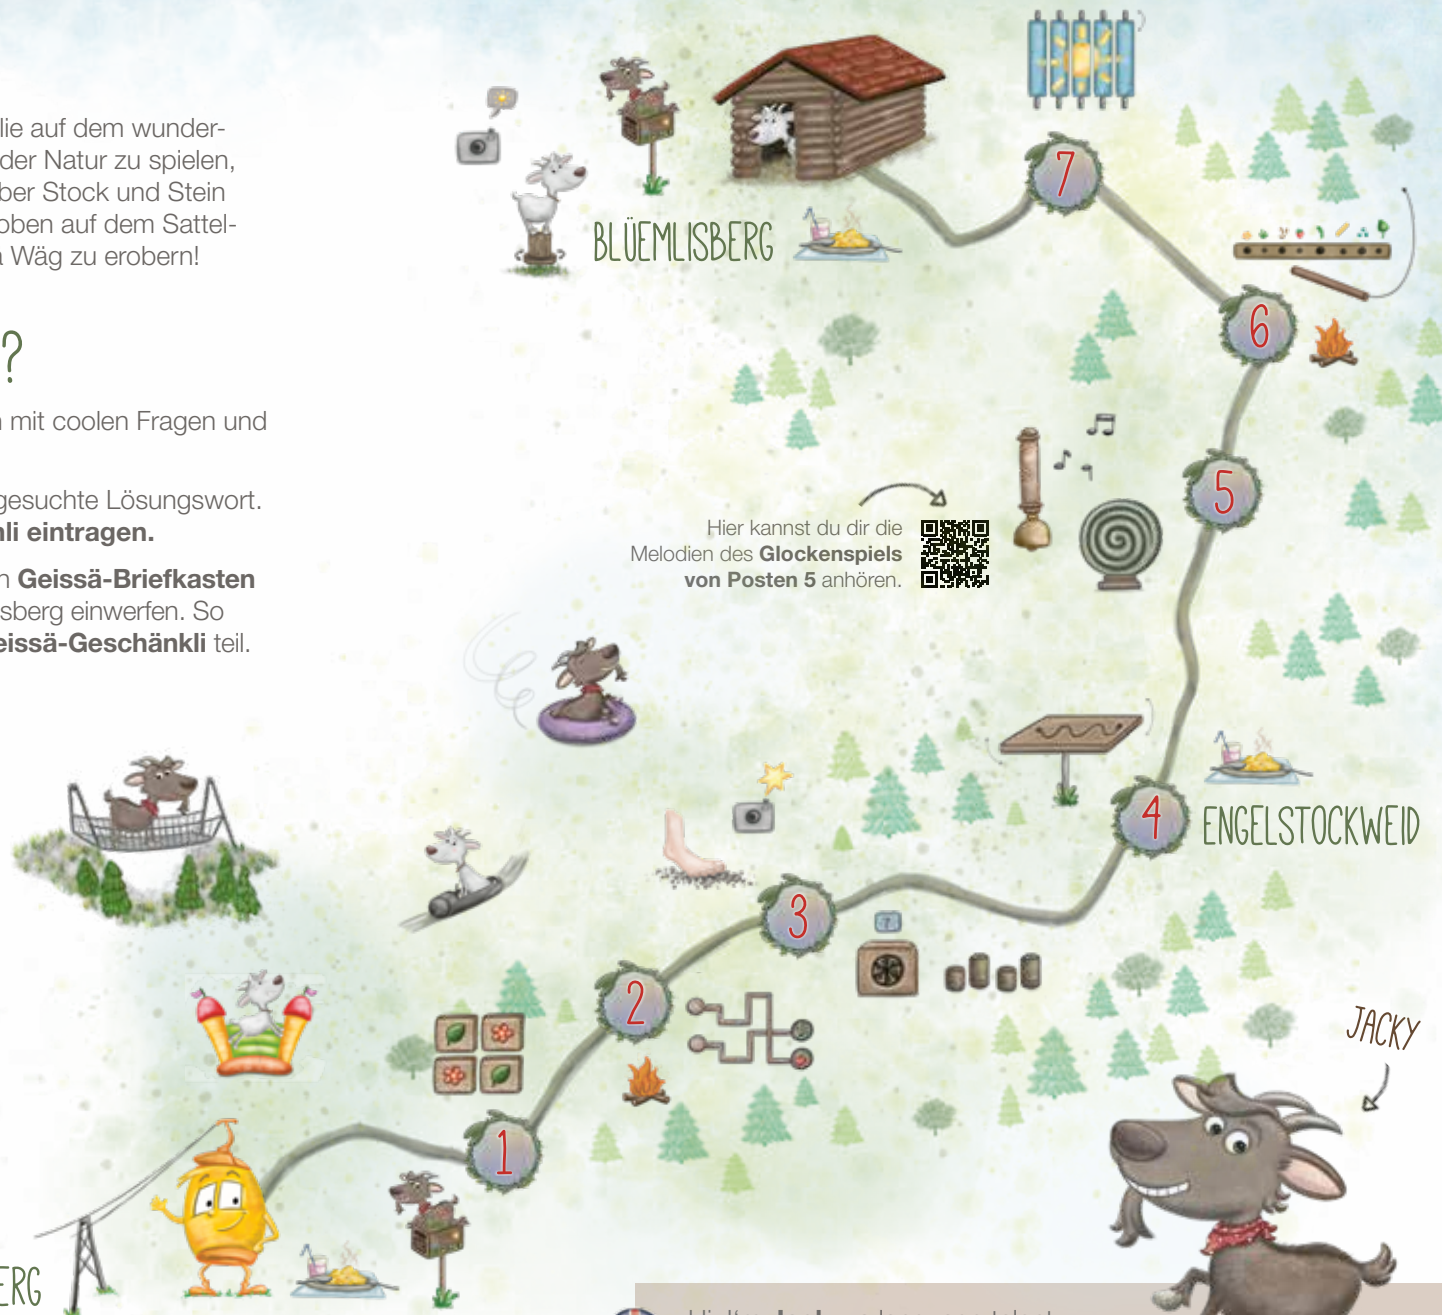 lie auf dem wunder-
der Natur zu spielen,
ber Stock und Stein
oben auf dem Sattel-
Wäg zu erobern!
?
mit coolen Fragen und
gesuchte Lösungswort.
li eintragen.
Geissä-Briefkasten
sberg einwerfen. So
eissä-Geschänkli teil.
BLÜEMLISBERG
7
6
5
Hier kannst du dir die
Melodien des Glockenspiels
von Posten 5 anhören.
4
ENGELSTOCKWEID
3
?
2
1
JACKY
ERG